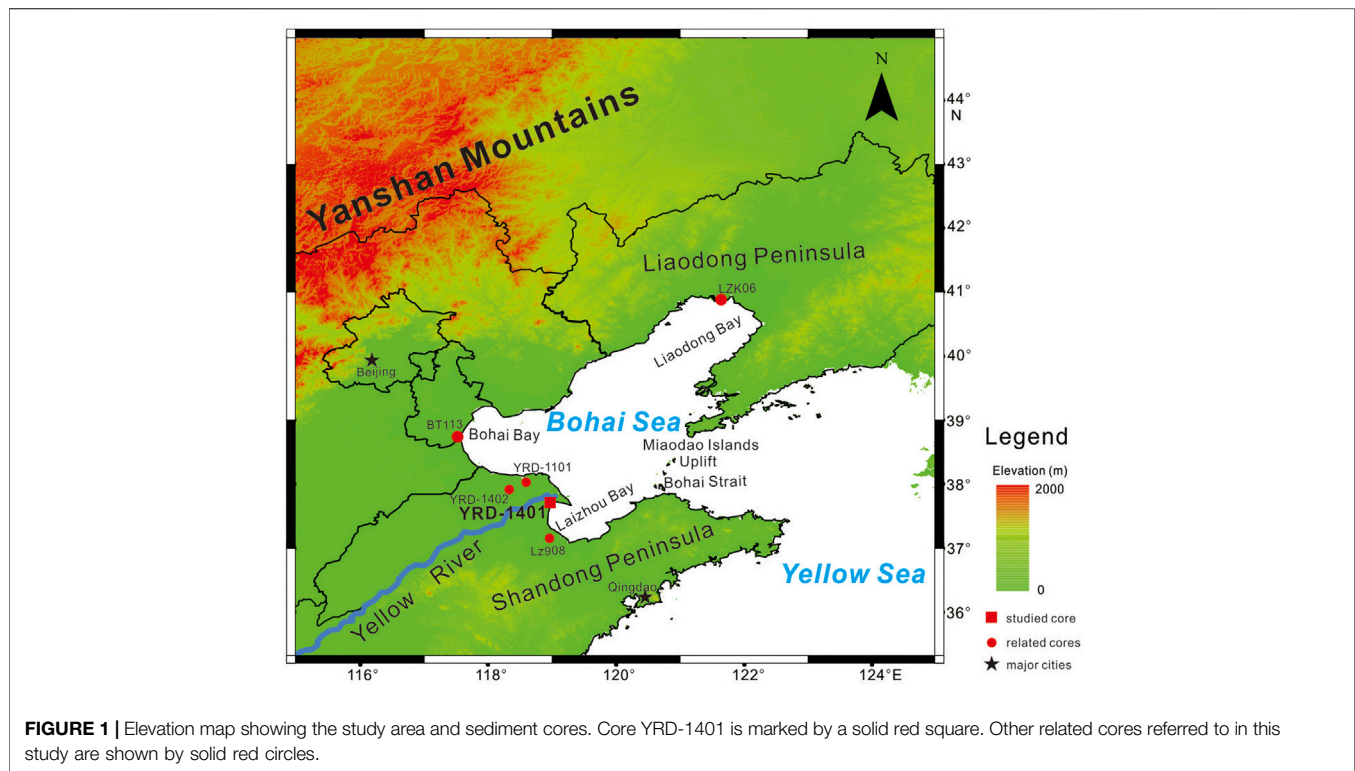 N
44°
N
43°
42°
41°
40°
39°
38°
37°
36°
Yanshan Mountains
Liaodong Peninsula
LZK06
Liaodong Bay
Beijing
BT113
Bohai Bay
Bohai Sea
Miaodao Islands
Uplift
Bohai Strait
YRD-1101
YRD-1402
YRD-1401
Laizhou Bay
Lz908
Yellow River
Shandong Peninsula
Qingdao
Yellow Sea
116°
118°
120°
122°
124°E
Legend
Elevation (m)
2000
0
studied core
related cores
major cities
FIGURE 1 | Elevation map showing the study area and sediment cores. Core YRD-1401 is marked by a solid red square. Other related cores referred to in this
study are shown by solid red circles.